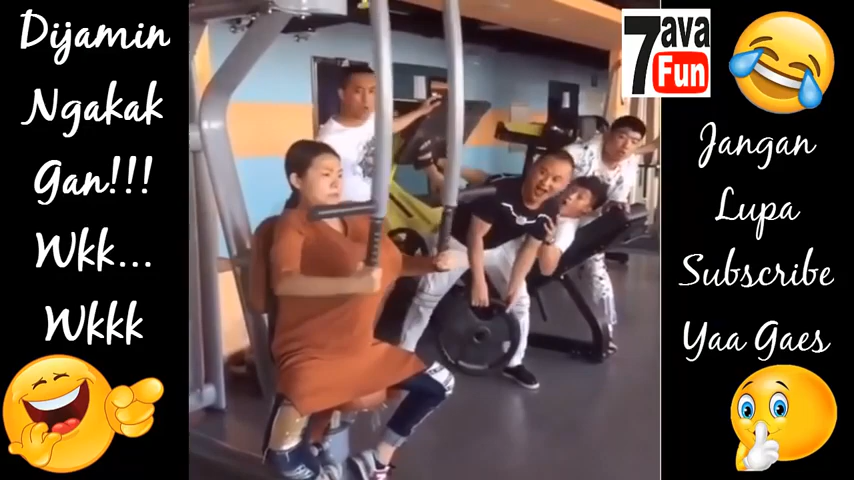 Dijamin
Ngakak
Gan!!!
Wkk...
Wkkk
7ava
Fun
Jangan
Lupa
Subscribe
Yaa Gaes